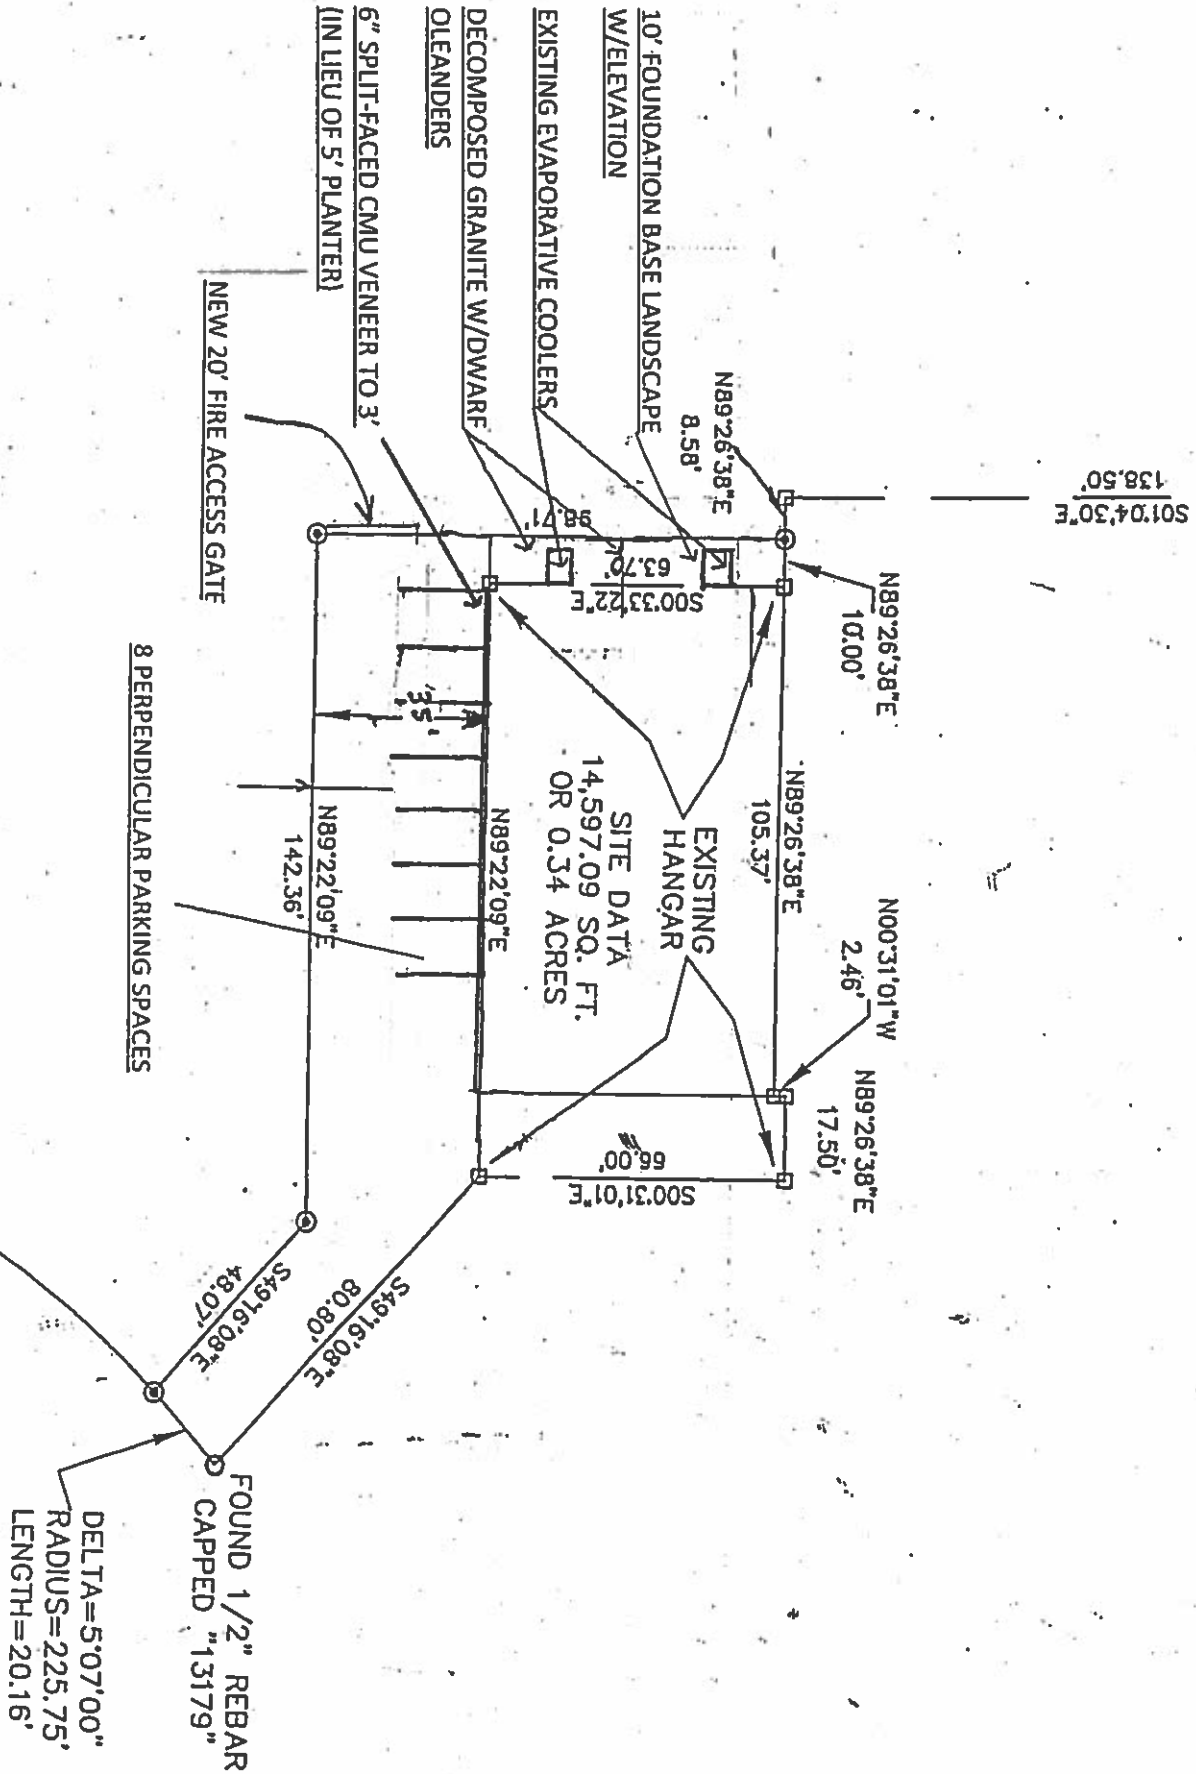 S01°04'30"E
138.50'
N89°26'38"E
8.58'
N89°26'38"E
10.00'
N89°26'38"E
105.37'
N00°31'01"W
2.46'
N89°26'38"E
17.50'
10' FOUNDATION BASE LANDSCAPE
W/ELEVATION
EXISTING EVAPORATIVE COOLERS
DECOMPOSED GRANITE W/DWARF
OLEANDERS
6" SPLIT-FACED CMU VENEER TO 3'
(IN LIEU OF 5' PLANTER)
NEW 20' FIRE ACCESS GATE
98.71'
S00°33'22"E
63.70'
EXISTING
HANGAR
SITE DATA
14,597.09 SQ. FT.
OR 0.34 ACRES
S00°31'01"E
66.00'
N89°22'09"E
35'
N89°22'09"E
142.36'
8 PERPENDICULAR PARKING SPACES
S49°16'08"E
80.80'
S49°16'08"E
48.07'
FOUND 1/2" REBAR
CAPPED "13179"
DELTA=5°07'00"
RADIUS=225.75'
LENGTH=20.16'